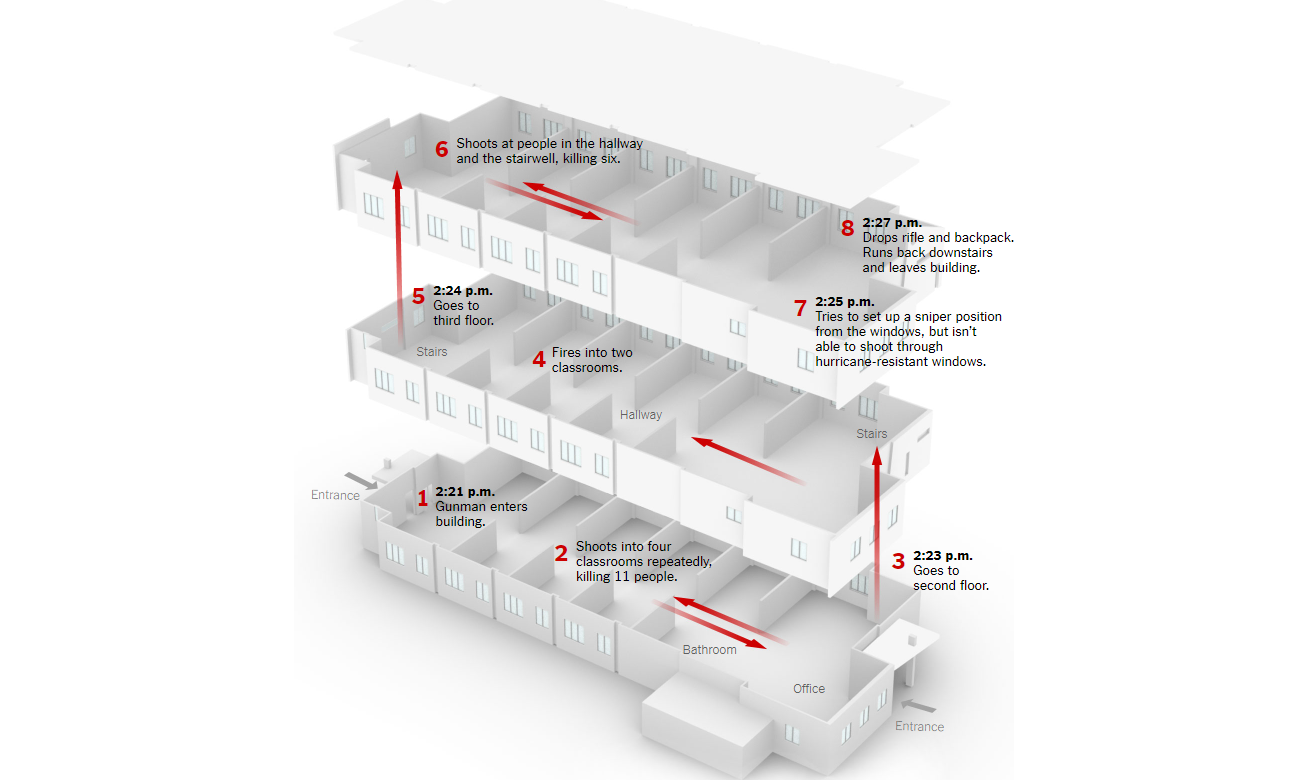 6
Shoots at people in the hallway
and the stairwell, killing six.
8
2:27 p.m.
Drops rifle and backpack.
Runs back downstairs
and leaves building.
5
2:24 p.m.
Goes to
third floor.
7
2:25 p.m.
Tries to set up a sniper position
from the windows, but isn't
able to shoot through
hurricane-resistant windows.
Stairs
4
Fires into two
classrooms.
Hallway
Stairs
Entrance
1
2:21 p.m.
Gunman enters
building.
2
Shoots into four
classrooms repeatedly,
killing 11 people.
3
2:23 p.m.
Goes to
second floor.
Bathroom
Office
Entrance